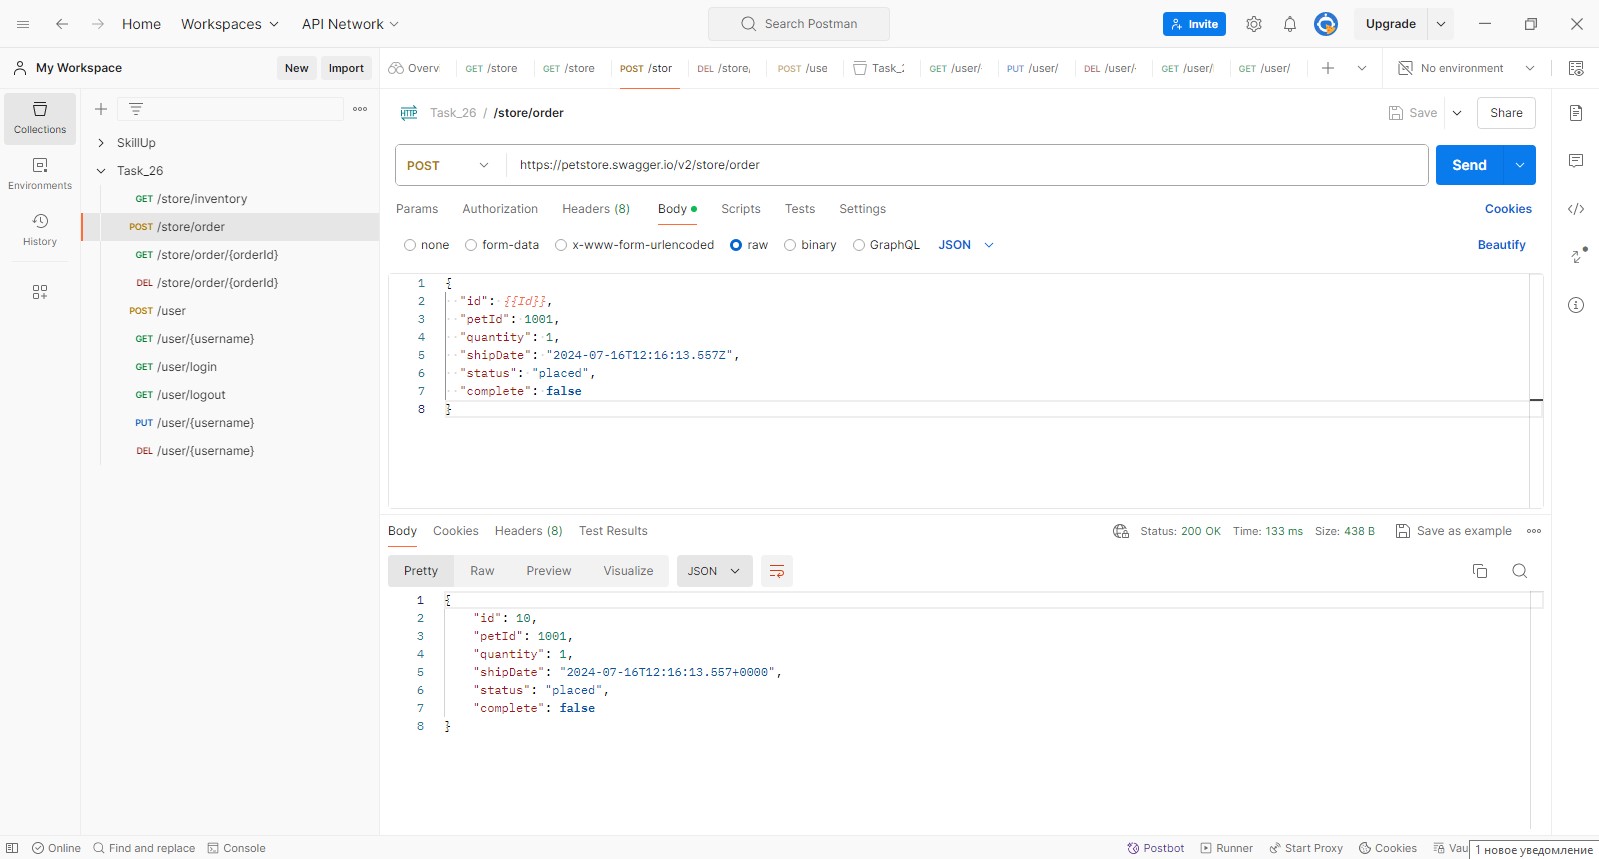 Home Workspaces API Network Search Postman Invite Upgrade
My Workspace New Import Overv GET /store GET /store POST /stor DEL /store/ POST /use Task_2 GET /user/ PUT /user/ DEL /user/ GET /user/ GET /user/ No environment
Collections
Environments
History
SkillUp
Task_26
GET /store/inventory
POST /store/order
GET /store/order/{orderId}
DEL /store/order/{orderId}
POST /user
GET /user/{username}
GET /user/login
GET /user/logout
PUT /user/{username}
DEL /user/{username}
HTTP Task_26 / /store/order Save Share
POST https://petstore.swagger.io/v2/store/order Send
Params Authorization Headers (8) Body Scripts Tests Settings Cookies
none form-data x-www-form-urlencoded raw binary GraphQL JSON Beautify
1 {
2 "id": {{Id}},
3 "petId": 1001,
4 "quantity": 1,
5 "shipDate": "2024-07-16T12:16:13.557Z",
6 "status": "placed",
7 "complete": false
8 }
Body Cookies Headers (8) Test Results Status: 200 OK Time: 133 ms Size: 438 B Save as example
Pretty Raw Preview Visualize JSON
1 {
2 "id": 10,
3 "petId": 1001,
4 "quantity": 1,
5 "shipDate": "2024-07-16T12:16:13.557+0000",
6 "status": "placed",
7 "complete": false
8 }
Online Find and replace Console Postbot Runner Start Proxy Cookies Vau 1 новое уведомление